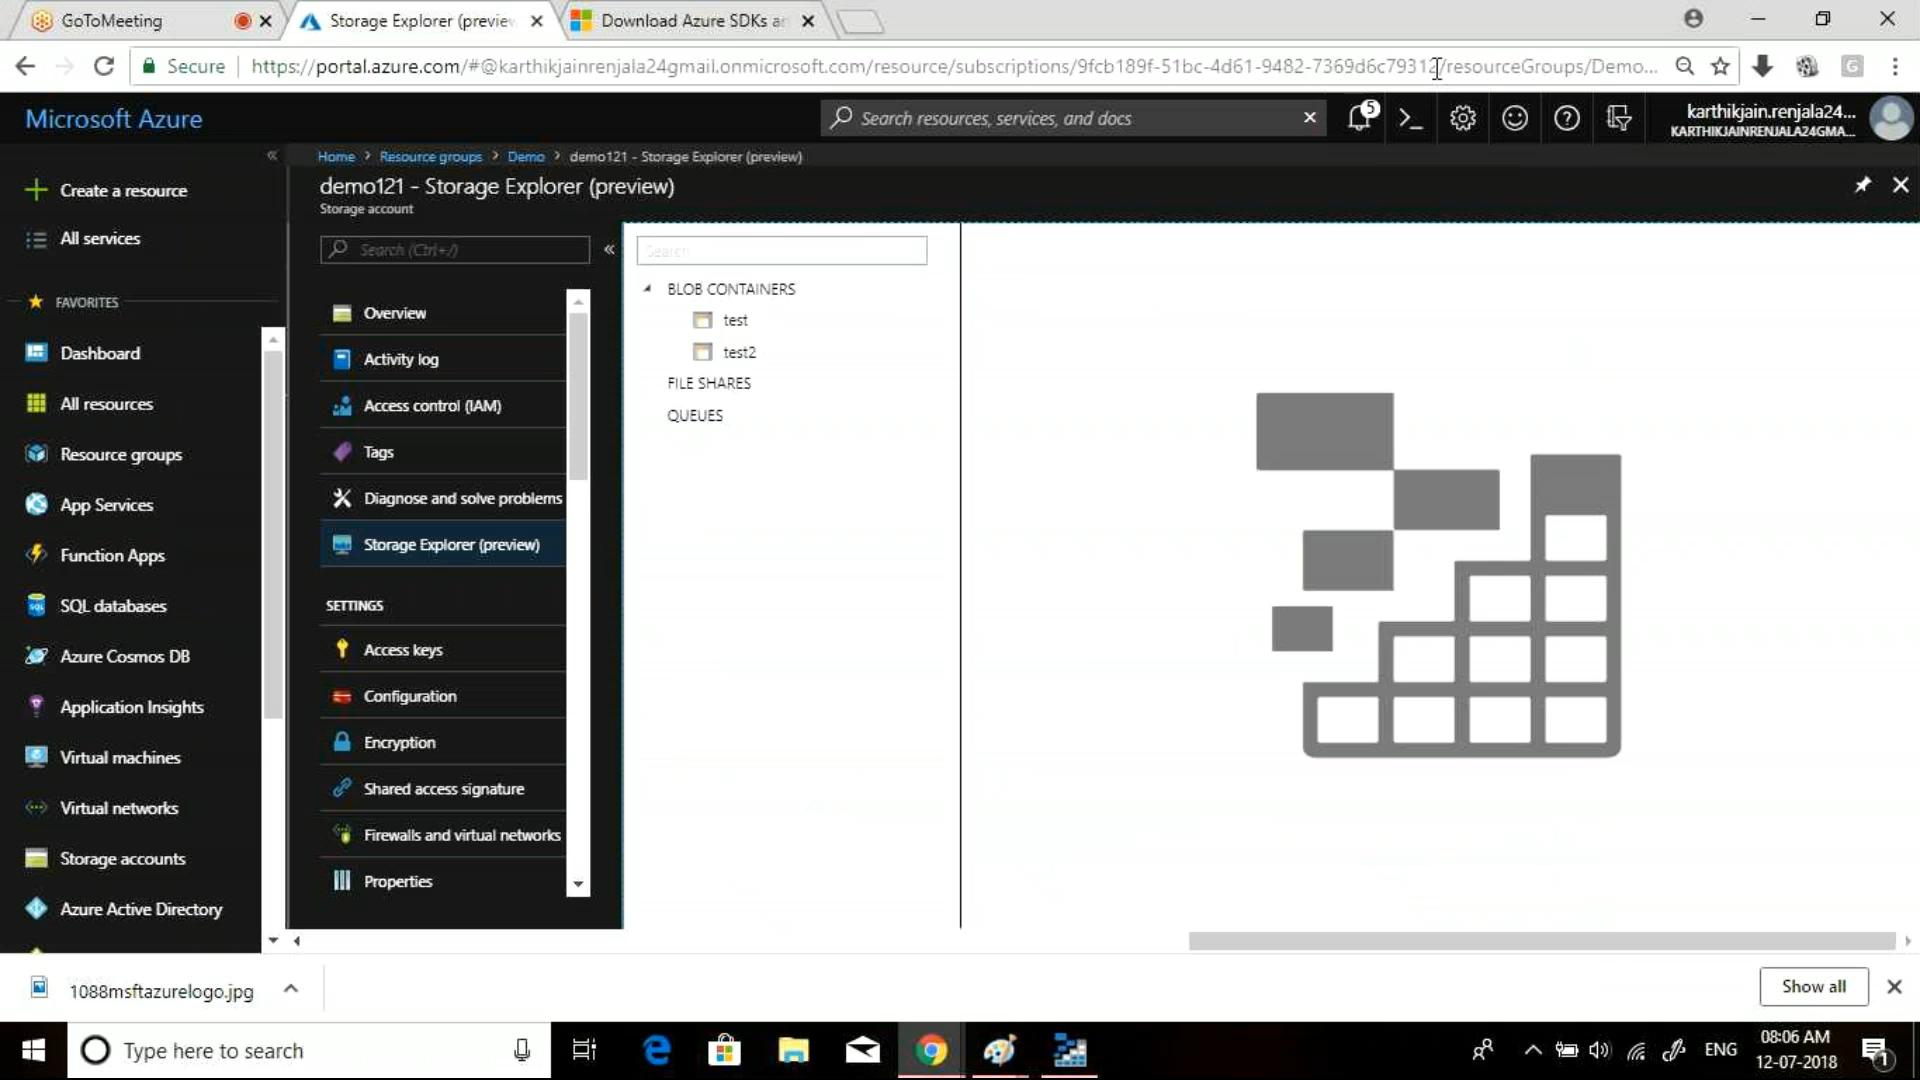 GoToMeeting
Storage Explorer (preview
Download Azure SDKs a
Secure
https://portal.azure.com/#@karthikjainrenjala24gmail.onmicrosoft.com/resource/subscriptions/9fcb189f-51bc-4d61-9482-7369d6c79312/resourceGroups/Demo...
G
Microsoft Azure
Search resources, services, and docs
5
karthikjain.renjala24...
KARTHIKJAINRENJALA24GMA...
Home
Resource groups
Demo
demo121 - Storage Explorer (preview)
demo121 - Storage Explorer (preview)
Storage account
Create a resource
All services
FAVORITES
Dashboard
All resources
Resource groups
App Services
Function Apps
SQL databases
Azure Cosmos DB
Application Insights
Virtual machines
Virtual networks
Storage accounts
Azure Active Directory
Search (Ctrl+/)
Overview
Activity log
Access control (IAM)
Tags
Diagnose and solve problems
Storage Explorer (preview)
SETTINGS
Access keys
Configuration
Encryption
Shared access signature
Firewalls and virtual networks
Properties
Search
BLOB CONTAINERS
test
test2
FILE SHARES
QUEUES
1088msftazurelogo.jpg
Show all
Type here to search
ENG
08:06 AM
12-07-2018
1